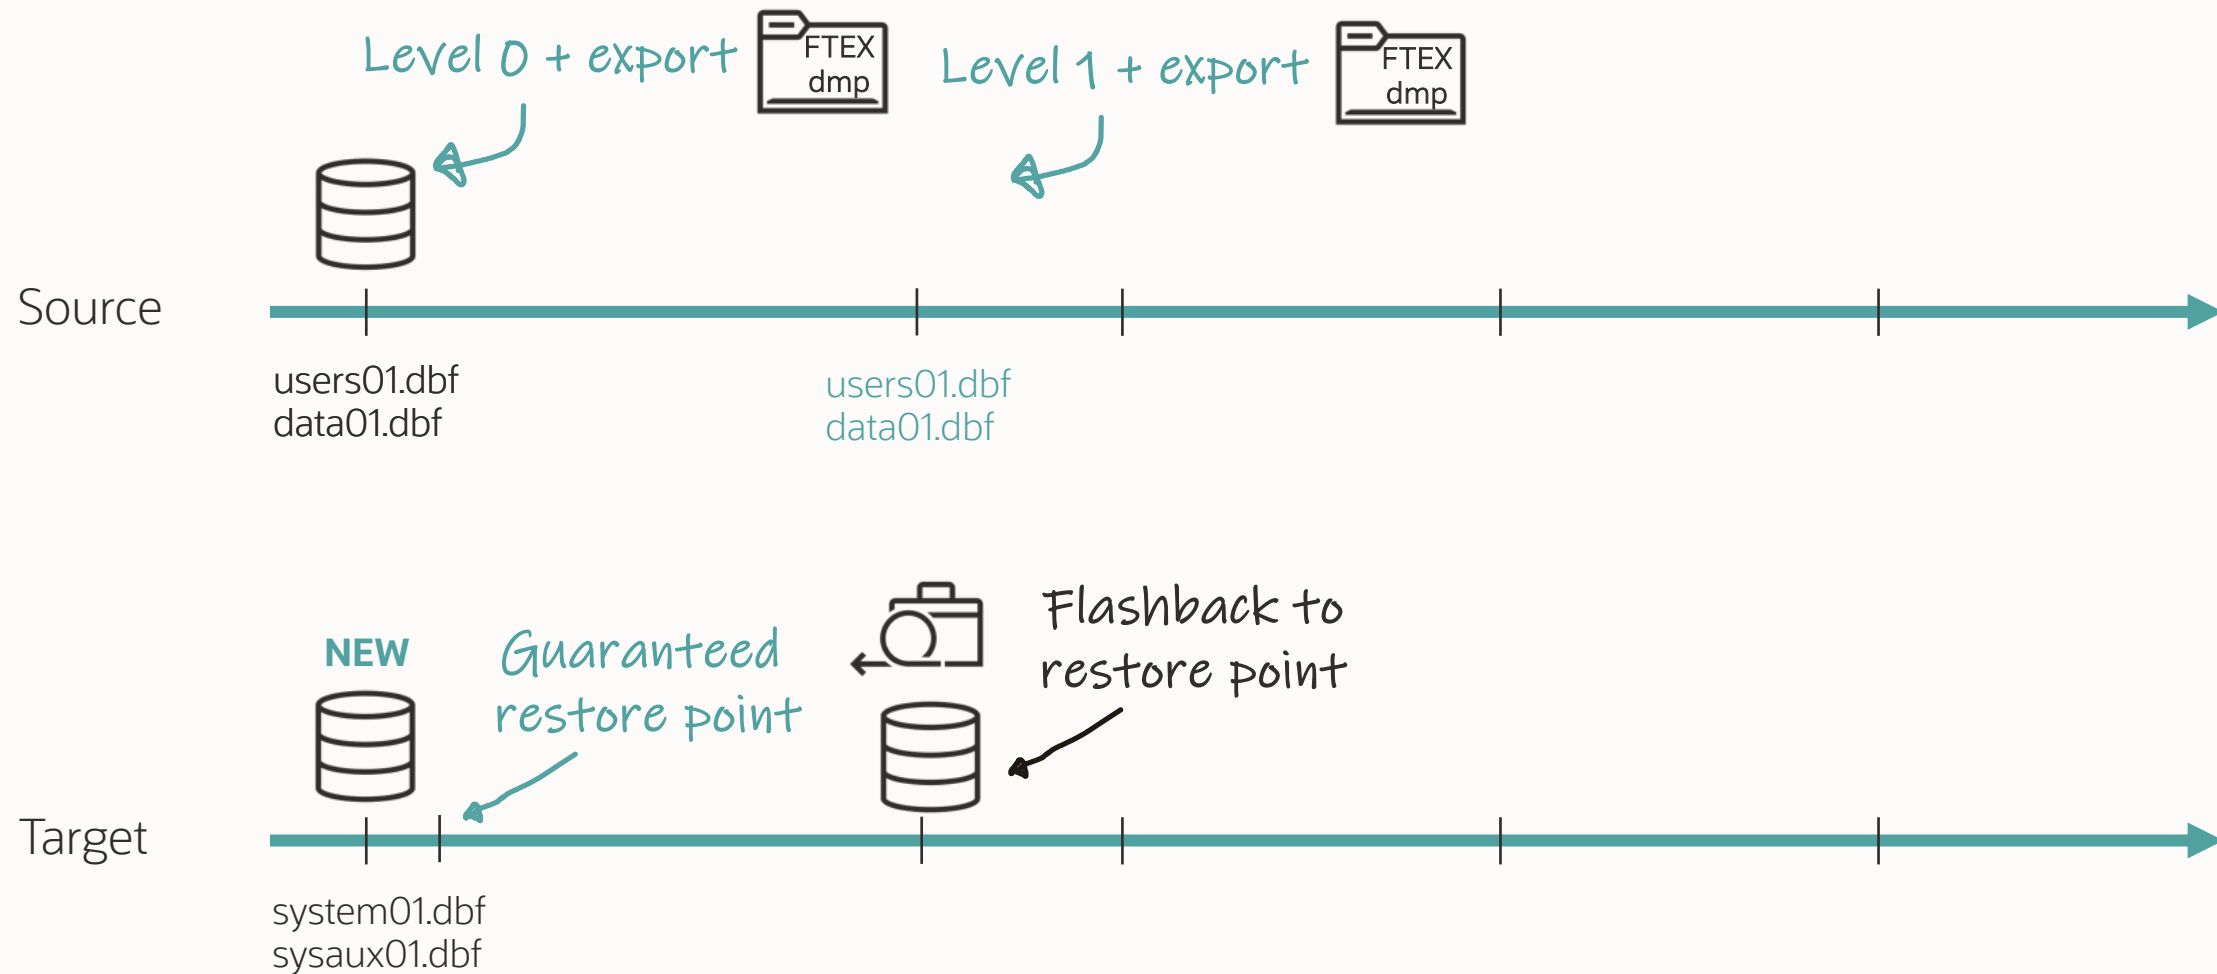 Level 0 + export
FTEX
dmp
Level 1 + export
FTEX
dmp
Source
users01.dbf
data01.dbf
users01.dbf
data01.dbf
NEW
Guaranteed
restore point
Flashback to
restore point
Target
system01.dbf
sysaux01.dbf